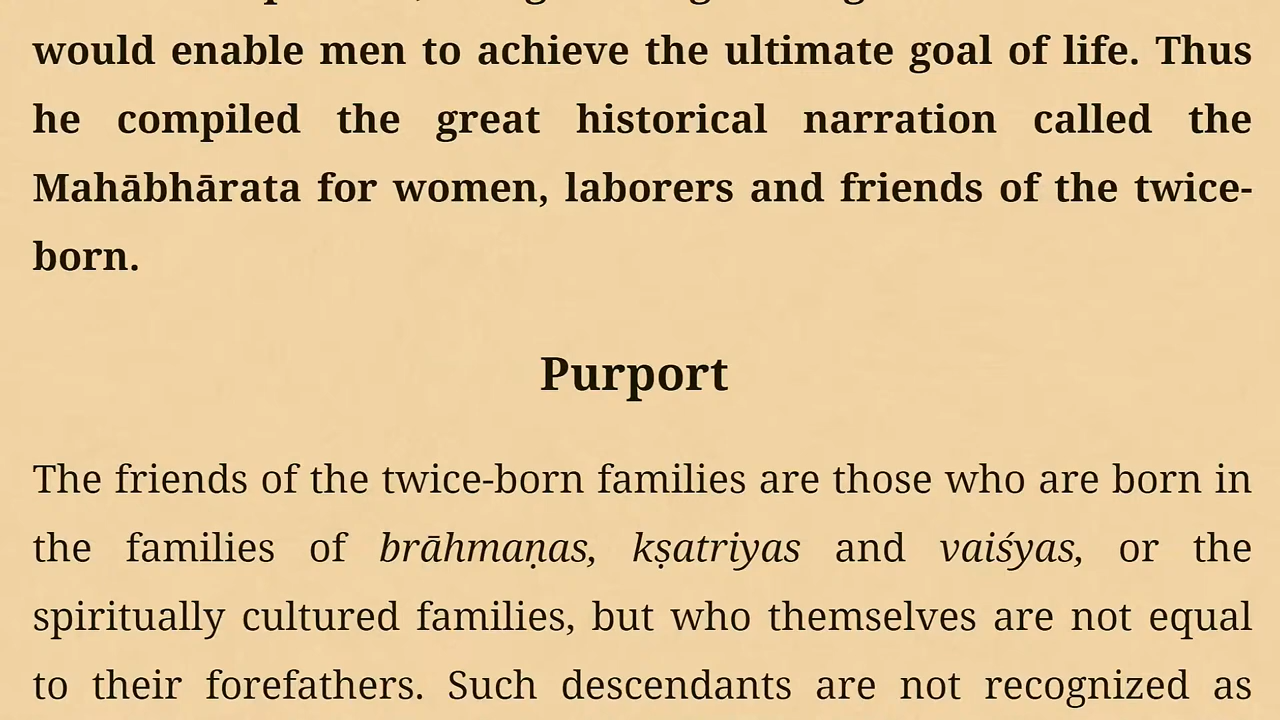 would enable men to achieve the ultimate goal of life. Thus
he compiled the great historical narration called the
Mahābhārata for women, laborers and friends of the twice-
born.
Purport
The friends of the twice-born families are those who are born in
the families of brāhmaṇas, kṣatriyas and vaiśyas, or the
spiritually cultured families, but who themselves are not equal
to their forefathers. Such descendants are not recognized as